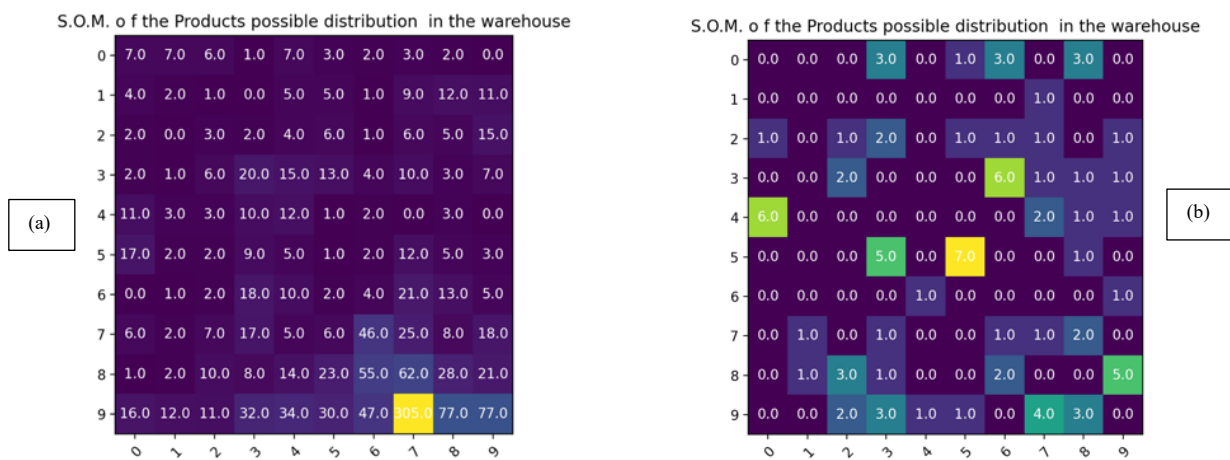 S.O.M. o f the Products possible distribution in the warehouse
0 7.0 7.0 6.0 1.0 7.0 3.0 2.0 3.0 2.0 0.0
1 4.0 2.0 1.0 0.0 5.0 5.0 1.0 9.0 12.0 11.0
2 2.0 0.0 3.0 2.0 4.0 6.0 1.0 6.0 5.0 15.0
3 2.0 1.0 6.0 20.0 15.0 13.0 4.0 10.0 3.0 7.0
(a)
4 11.0 3.0 3.0 10.0 12.0 1.0 2.0 0.0 3.0 0.0
5 17.0 2.0 2.0 9.0 5.0 1.0 2.0 12.0 5.0 3.0
6 0.0 1.0 2.0 18.0 10.0 2.0 4.0 21.0 13.0 5.0
7 6.0 2.0 7.0 17.0 5.0 6.0 46.0 25.0 8.0 18.0
8 1.0 2.0 10.0 8.0 14.0 23.0 55.0 62.0 28.0 21.0
9 16.0 12.0 11.0 32.0 34.0 30.0 47.0 305.0 77.0 77.0
0 1 2 3 4 5 6 7 8 9
S.O.M. o f the Products possible distribution in the warehouse
0 0.0 0.0 0.0 3.0 0.0 1.0 3.0 0.0 3.0 0.0
1 0.0 0.0 0.0 0.0 0.0 0.0 0.0 1.0 0.0 0.0
2 1.0 0.0 1.0 2.0 0.0 1.0 1.0 1.0 0.0 1.0
3 0.0 0.0 2.0 0.0 0.0 0.0 6.0 1.0 1.0 1.0
(b)
4 6.0 0.0 0.0 0.0 0.0 0.0 0.0 2.0 1.0 1.0
5 0.0 0.0 0.0 5.0 0.0 7.0 0.0 0.0 1.0 0.0
6 0.0 0.0 0.0 0.0 1.0 0.0 0.0 0.0 0.0 1.0
7 0.0 1.0 0.0 1.0 0.0 0.0 1.0 1.0 2.0 0.0
8 0.0 1.0 3.0 1.0 0.0 0.0 2.0 0.0 0.0 5.0
9 0.0 0.0 2.0 3.0 1.0 1.0 0.0 4.0 3.0 0.0
0 1 2 3 4 5 6 7 8 9